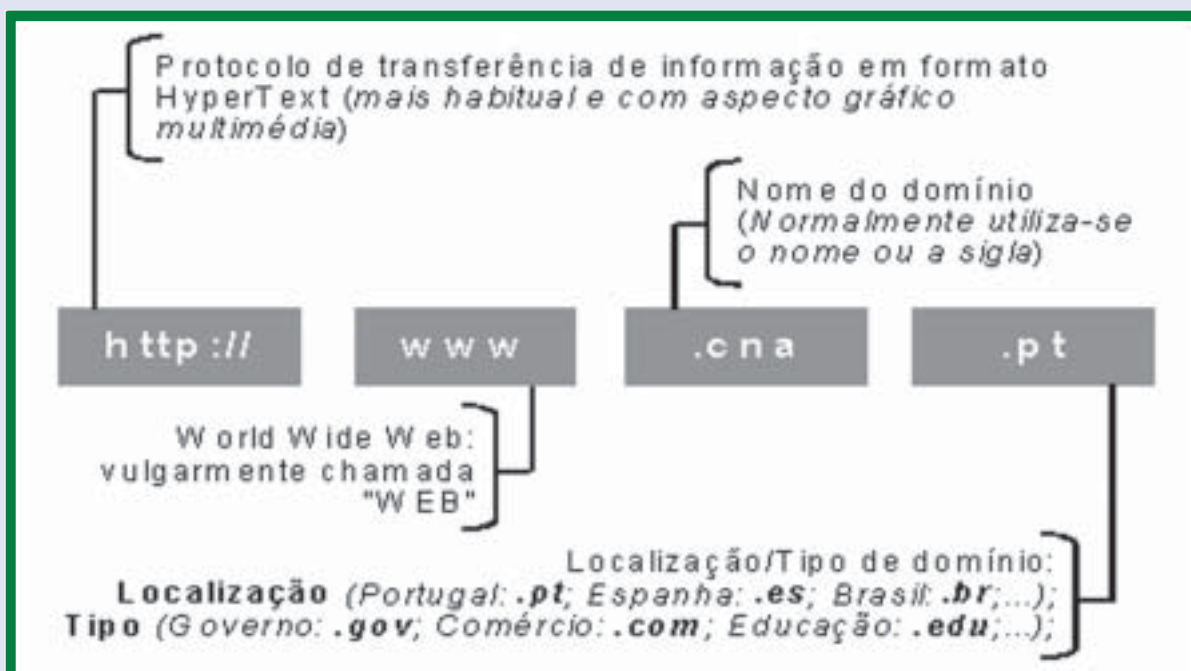 Protocolo de transferência de informação em formato
HyperText (mais habitual e com aspecto gráfico
multimédia)
Nome do domínio
(Normalmente utiliza-se
o nome ou a sigla)
http://
www
.cna
.pt
World Wide Web:
vulgarmente chamada
"WEB"
Localização/Tipo de domínio:
Localização (Portugal: .pt; Espanha: .es; Brasil: .br;...);
Tipo (Governo: .gov; Comércio: .com; Educação: .edu;...);